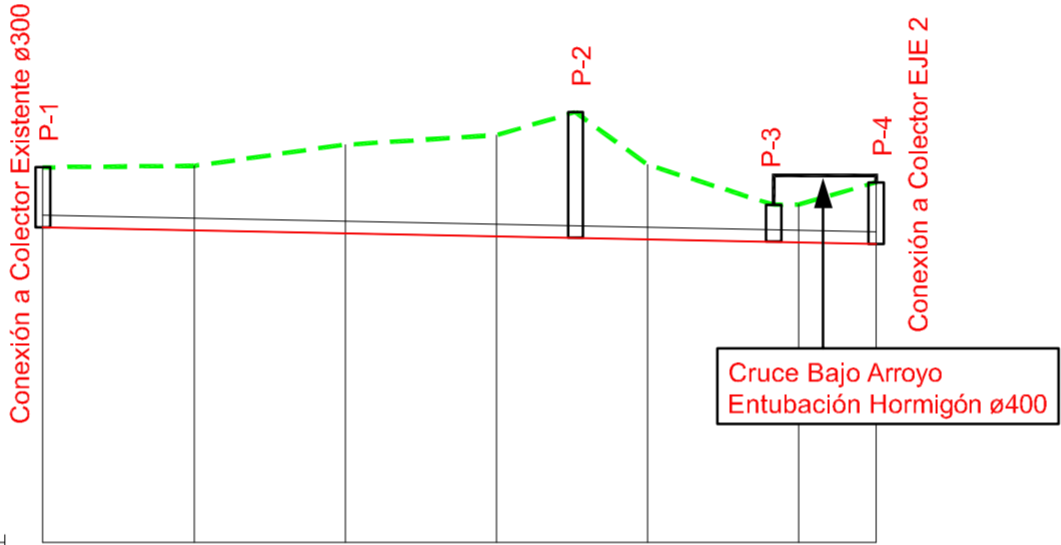 Conexión a Colector Existente ø300
P-1
P-2
P-3
P-4
Conexión a Colector EJE 2
Cruce Bajo Arroyo
Entubación Hormigón ø400